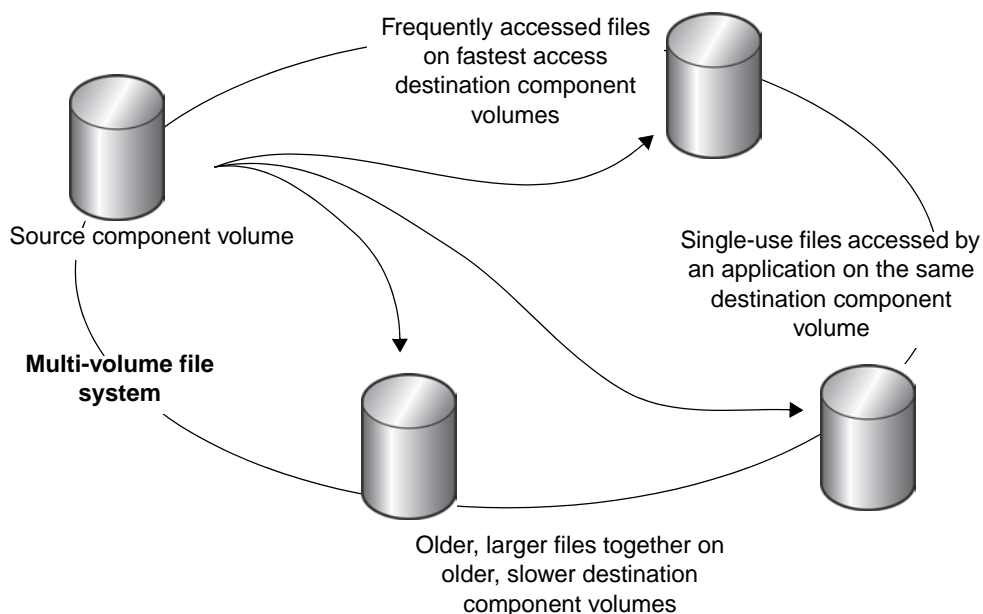 Frequently accessed files
on fastest access
destination component
volumes
Source component volume
Single-use files accessed by
an application on the same
destination component
volume
Multi-volume file
system
Older, larger files together on
older, slower destination
component volumes